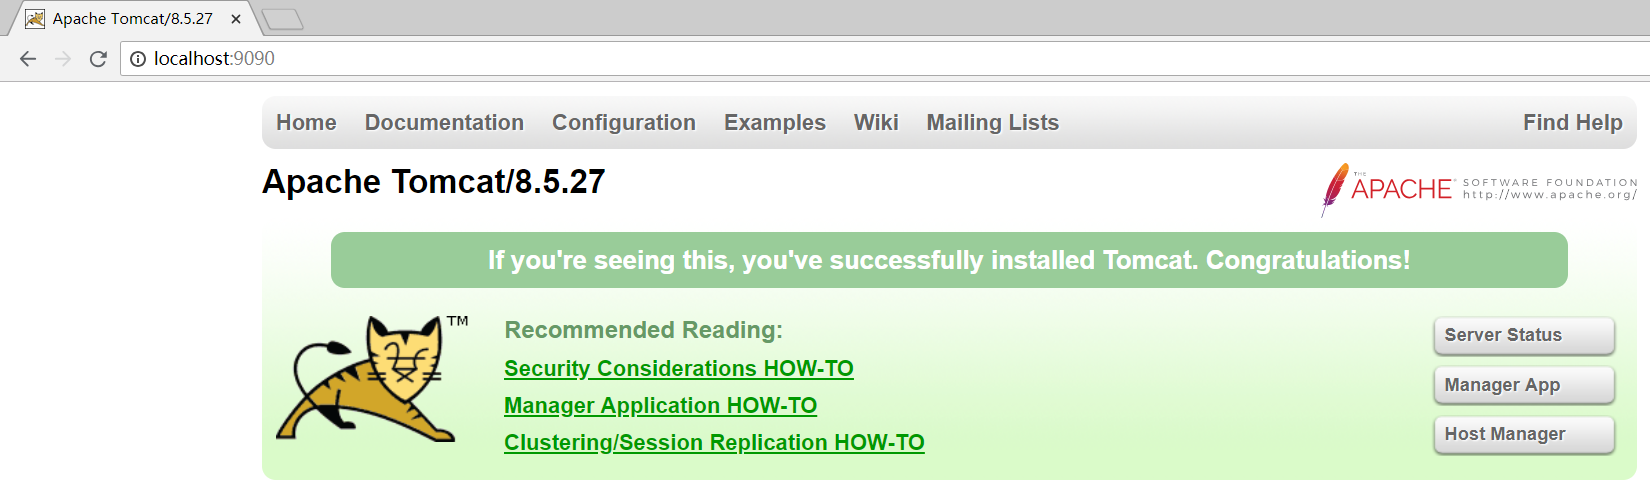 Apache Tomcat/8.5.27
localhost:9090
Home Documentation Configuration Examples Wiki Mailing Lists Find Help
Apache Tomcat/8.5.27
THE APACHE SOFTWARE FOUNDATION
http://www.apache.org/
If you're seeing this, you've successfully installed Tomcat. Congratulations!
TM
Recommended Reading:
Security Considerations HOW-TO
Manager Application HOW-TO
Clustering/Session Replication HOW-TO
Server Status
Manager App
Host Manager